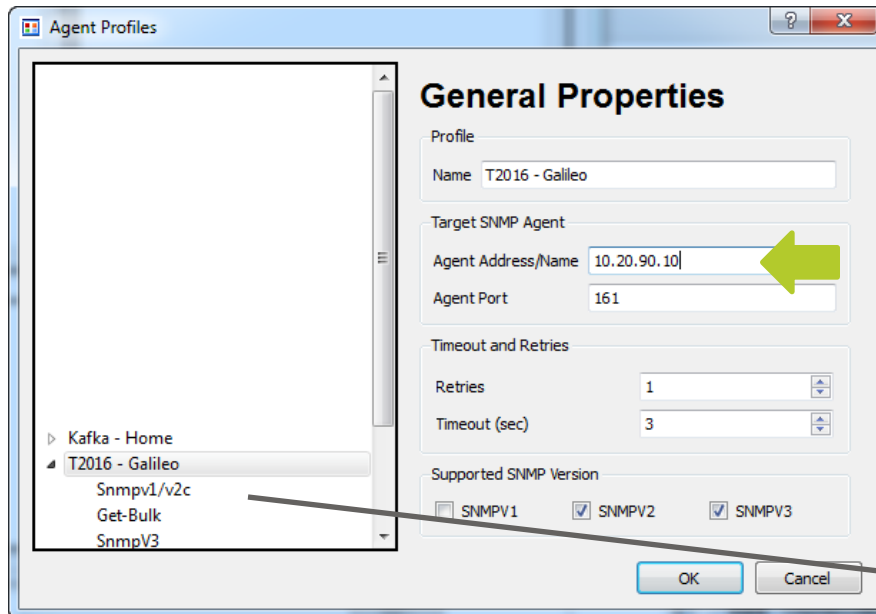 Agent Profiles
General Properties
Profile
Name T2016 - Galileo
Target SNMP Agent
Agent Address/Name 10.20.90.10
Agent Port 161
Timeout and Retries
Retries 1
Timeout (sec) 3
Supported SNMP Version
SNMPV1 SNMPV2 SNMPV3
Kafka - Home
T2016 - Galileo
Snmpv1/v2c
Get-Bulk
SnmpV3
OK Cancel